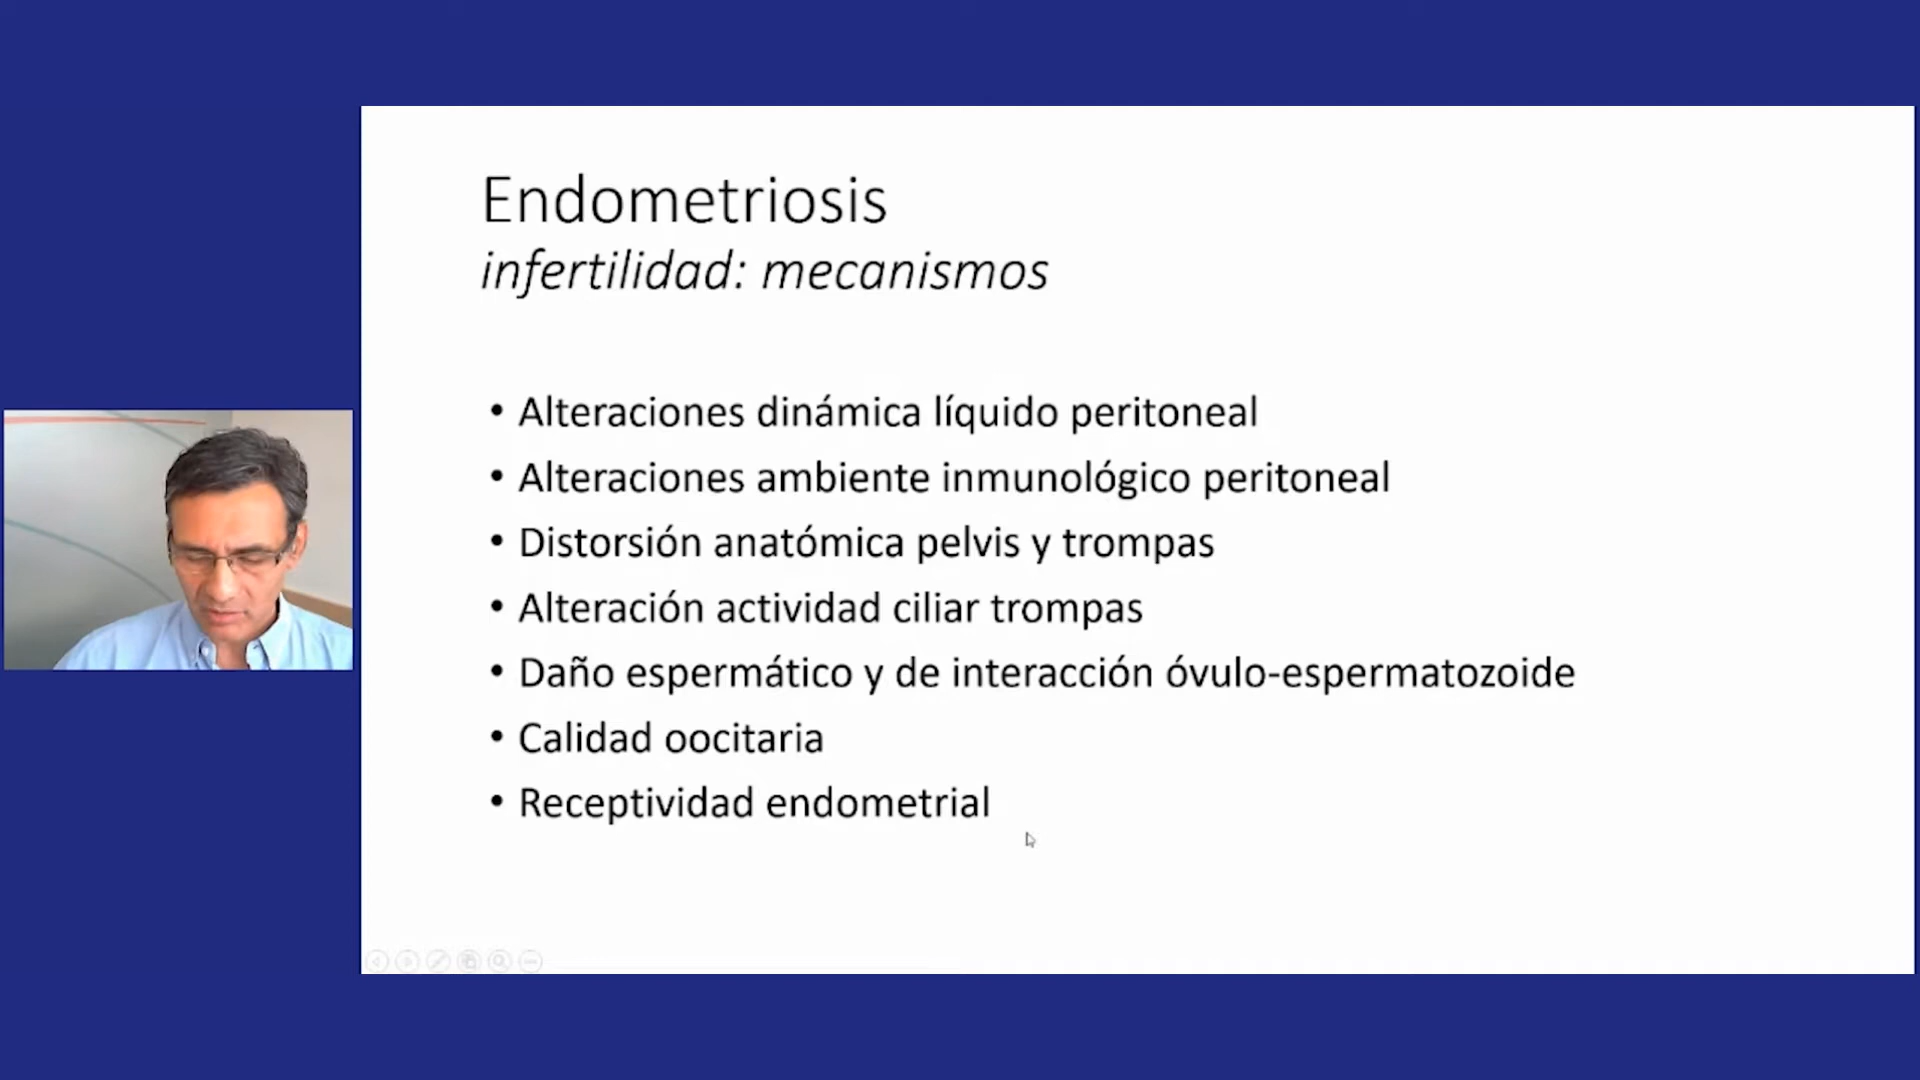 Endometriosis
infertilidad: mecanismos
• Alteraciones dinámica líquido peritoneal
• Alteraciones ambiente inmunológico peritoneal
• Distorsión anatómica pelvis y trompas
• Alteración actividad ciliar trompas
• Daño espermático y de interacción óvulo-espermatozoide
• Calidad oocitaria
• Receptividad endometrial